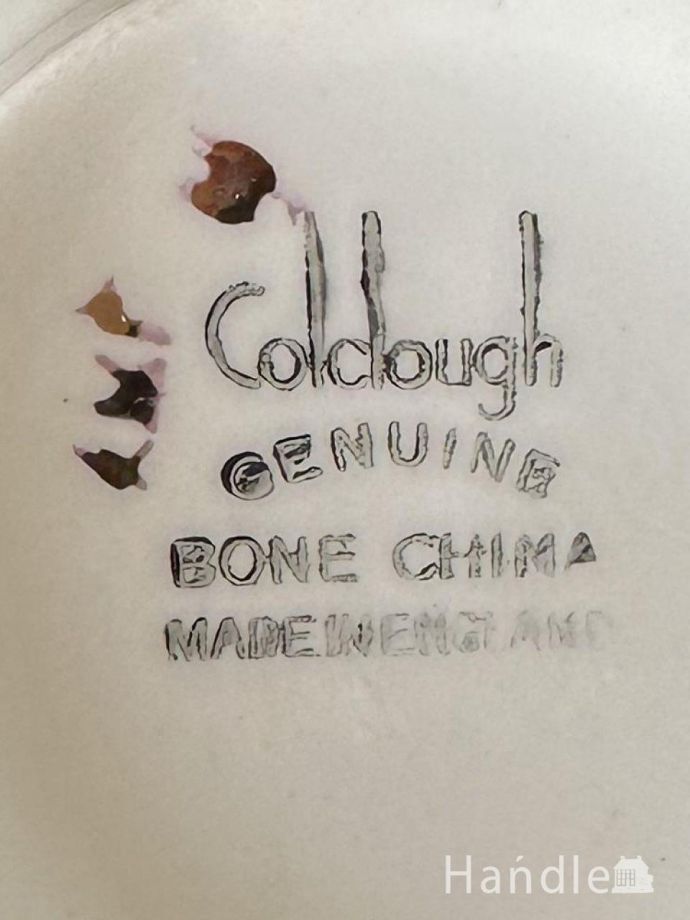 Colclough
GENUINE
BONE CHINA
MADE IN ENGLAND
Handle